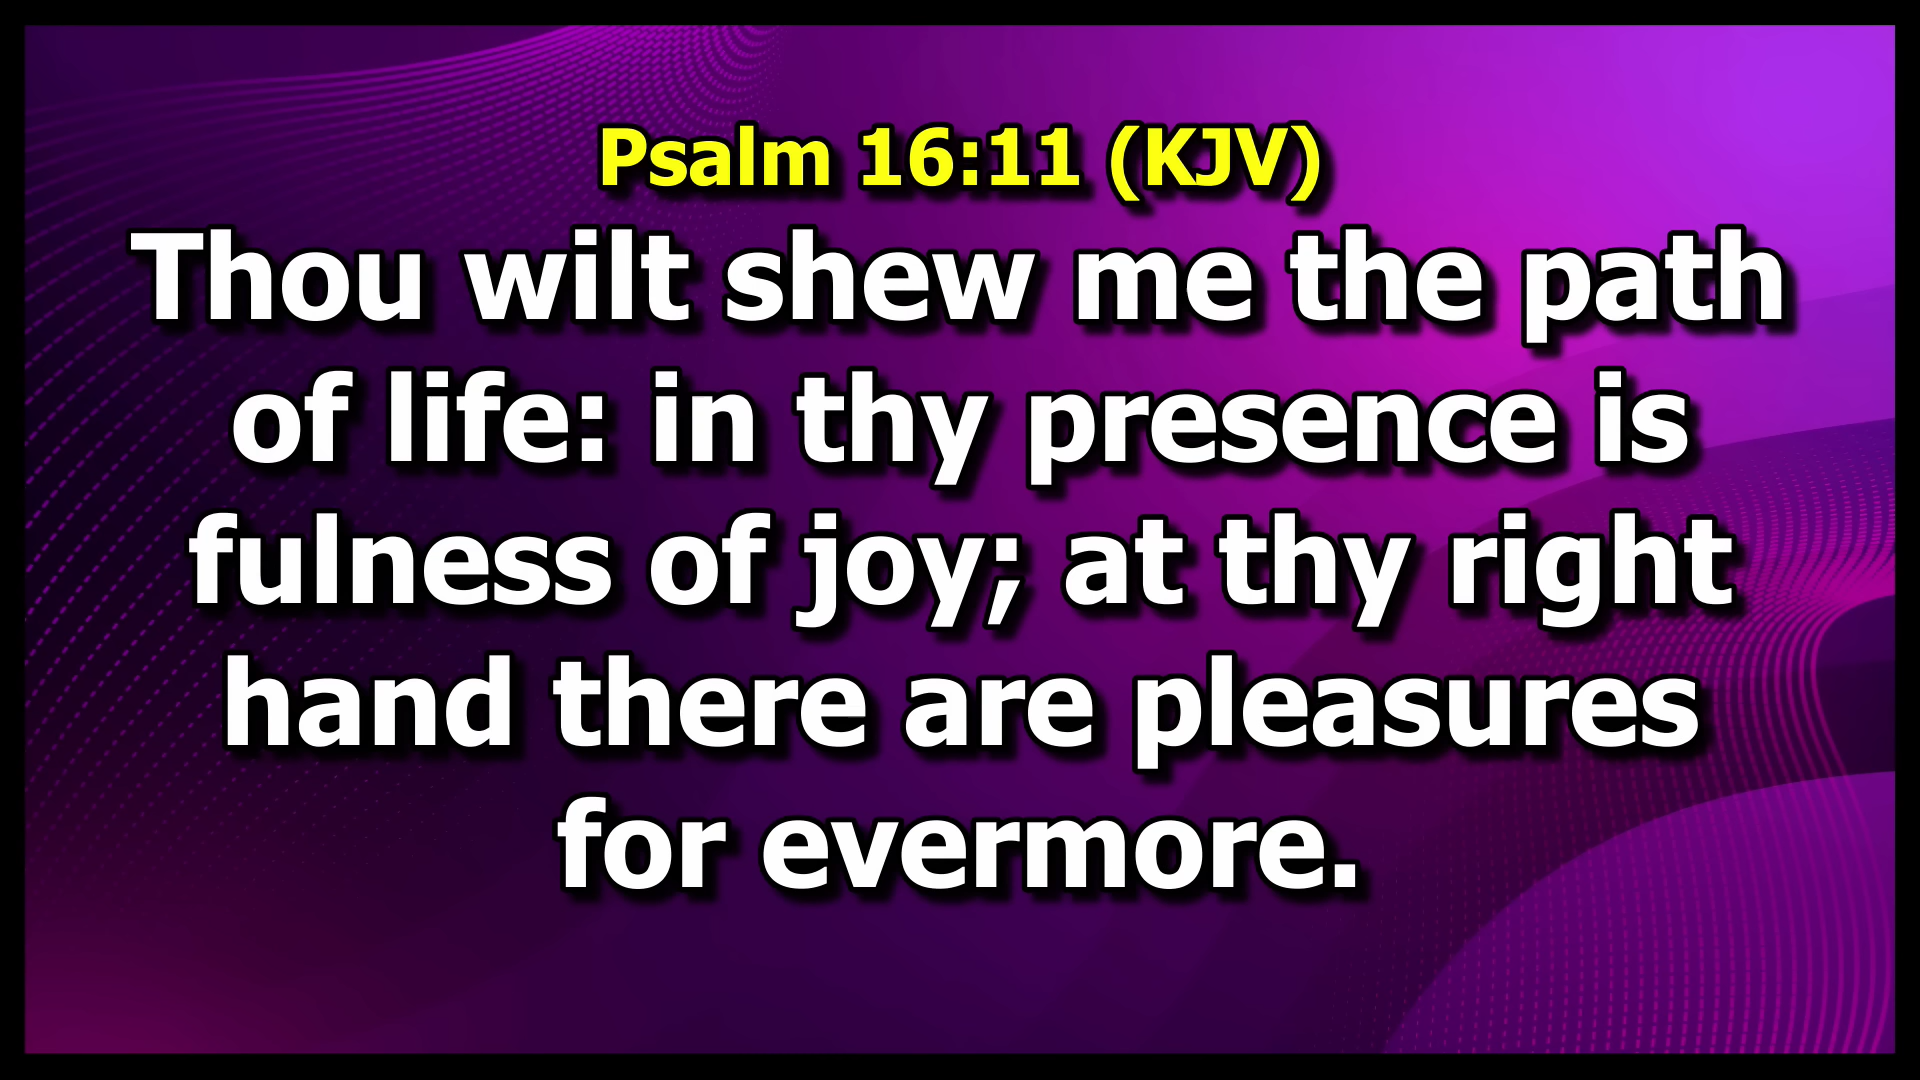 Psalm 16:11 (KJV)
Thou wilt shew me the path
of life: in thy presence is
fulness of joy; at thy right
hand there are pleasures
for evermore.